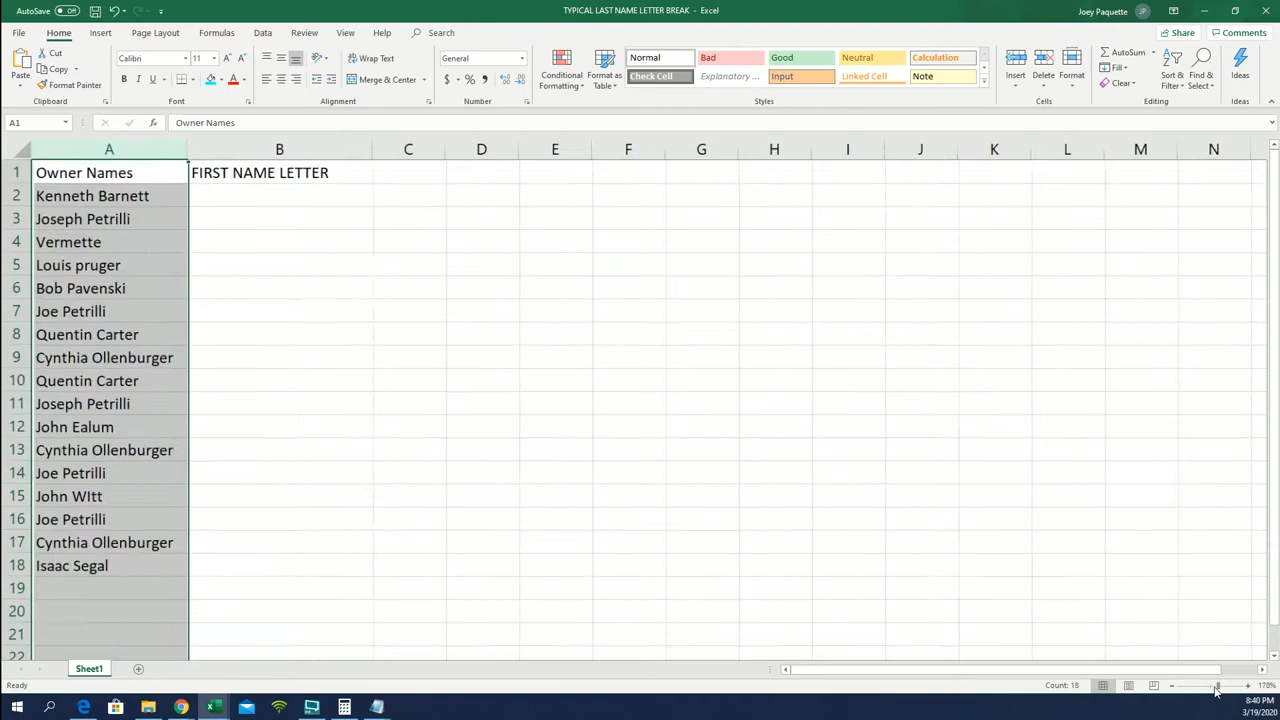 AutoSave Off
TYPICAL LAST NAME LETTER BREAK - Excel
Joey Paquette JP
File Home Insert Page Layout Formulas Data Review View Help Search
Share Comments
Paste
Cut
Copy
Format Painter
Calibri 11
B I U
A A
Wrap Text
Merge & Center
General
$ % ,
Conditional Formatting
Format as Table
Normal Bad Good Neutral Calculation
Check Cell Explanatory ... Input Linked Cell Note
Insert Delete Format
AutoSum
Fill
Clear
Sort & Filter
Find & Select
Ideas
Clipboard Font Alignment Number Styles Cells Editing Ideas
A1 fx Owner Names
A B C D E F G H I J K L M N
1 Owner Names FIRST NAME LETTER
2 Kenneth Barnett
3 Joseph Petrilli
4 Vermette
5 Louis pruger
6 Bob Pavenski
7 Joe Petrilli
8 Quentin Carter
9 Cynthia Ollenburger
10 Quentin Carter
11 Joseph Petrilli
12 John Ealum
13 Cynthia Ollenburger
14 Joe Petrilli
15 John WItt
16 Joe Petrilli
17 Cynthia Ollenburger
18 Isaac Segal
19
20
21
22
Sheet1
Ready Count: 18 178%
8:40 PM
3/19/2020